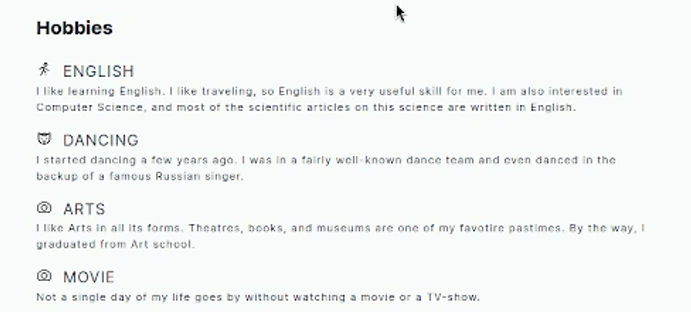 Hobbies
ENGLISH
I like learning English. I like traveling, so English is a very useful skill for me. I am also interested in
Computer Science, and most of the scientific articles on this science are written in English.
DANCING
I started dancing a few years ago. I was in a fairly well-known dance team and even danced in the
backup of a famous Russian singer.
ARTS
I like Arts in all its forms. Theatres, books, and museums are one of my favotire pastimes. By the way, I
graduated from Art school.
MOVIE
Not a single day of my life goes by without watching a movie or a TV-show.